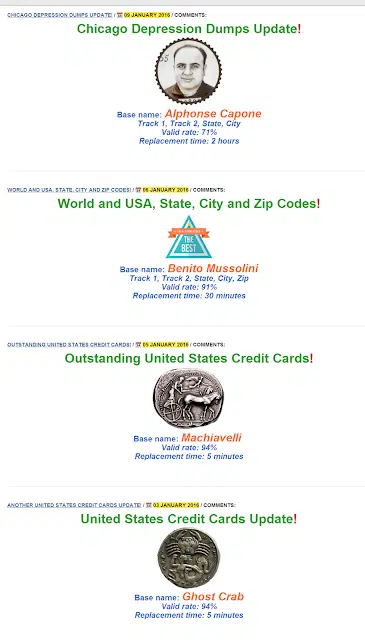 CHICAGO DEPRESSION DUMPS UPDATE! / 09 JANUARY 2016 / COMMENTS:
Chicago Depression Dumps Update!
Base name: Alphonse Capone
Track 1, Track 2, State, City
Valid rate: 71%
Replacement time: 2 hours
WORLD AND USA, STATE, CITY AND ZIP CODES! / 06 JANUARY 2016 / COMMENTS:
World and USA, State, City and Zip Codes!
THE
BEST
Base name: Benito Mussolini
Track 1, Track 2, State, City, Zip
Valid rate: 91%
Replacement time: 30 minutes
OUTSTANDING UNITED STATES CREDIT CARDS! / 05 JANUARY 2016 / COMMENTS:
Outstanding United States Credit Cards!
Base name: Machiavelli
Valid rate: 94%
Replacement time: 5 minutes
ANOTHER UNITED STATES CREDIT CARDS UPDATE! / 03 JANUARY 2016 / COMMENTS:
United States Credit Cards Update!
Base name: Ghost Crab
Valid rate: 94%
Replacement time: 5 minutes